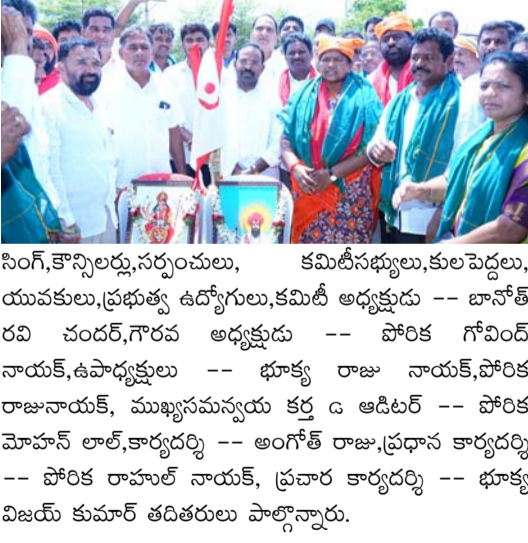 సింగ్,కౌన్సిలర్లు,సర్పంచులు, కమిటీసభ్యులు,కులపెద్దలు,
యువకులు,ప్రభుత్వ ఉద్యోగులు,కమిటీ అధ్యక్షుడు -- బానోత్
రవి చందర్,గౌరవ అధ్యక్షుడు -- పోరిక గోవింద్
నాయక్,ఉపాధ్యక్షులు -- భూక్య రాజు నాయక్,పోరిక
రాజునాయక్, ముఖ్యసమన్వయ కర్త & ఆడిటర్ -- పోరిక
మోహన్ లాల్,కార్యదర్శి -- అంగోత్ రాజు,ప్రధాన కార్యదర్శి
-- పోరిక రాహుల్ నాయక్, ప్రచార కార్యదర్శి -- భూక్య
విజయ్ కుమార్ తదితరులు పాల్గొన్నారు.